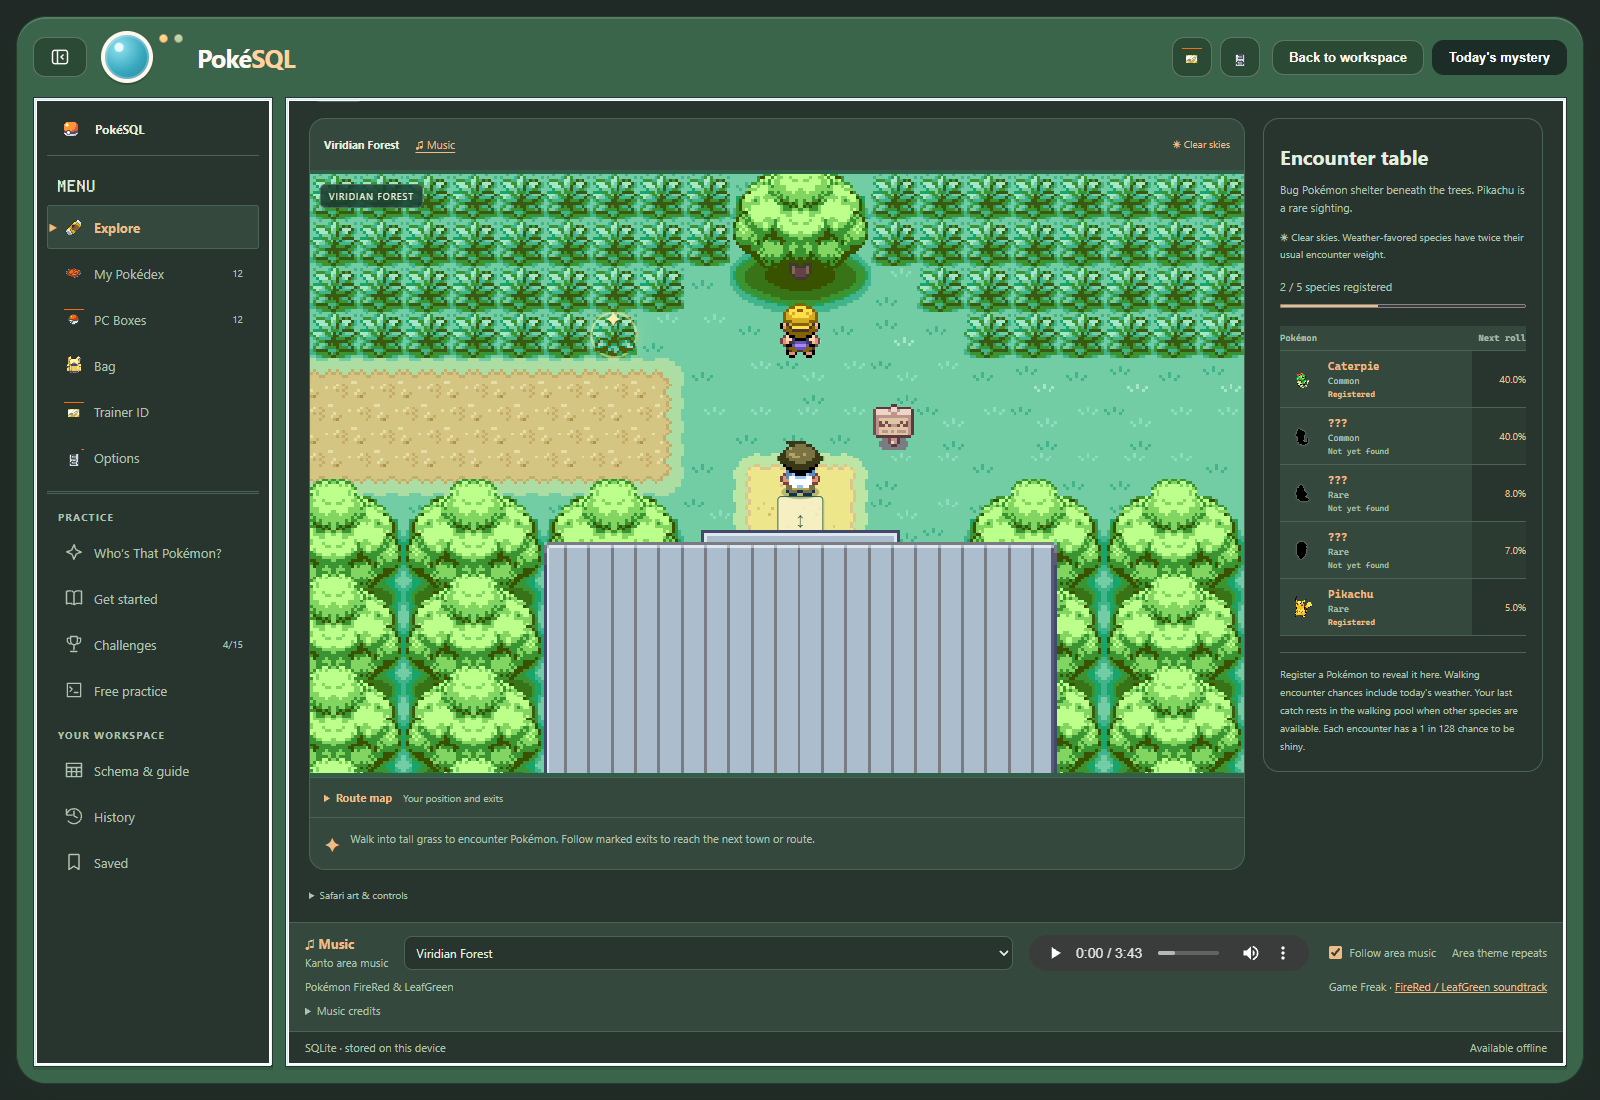 PokéSQL
Back to workspace
Today's mystery
PokéSQL
MENU
Explore
My Pokédex 12
PC Boxes 12
Bag
Trainer ID
Options
PRACTICE
Who's That Pokémon?
Get started
Challenges 4/15
Free practice
YOUR WORKSPACE
Schema & guide
History
Saved
Viridian Forest ♫ Music
☀ Clear skies
VIRIDIAN FOREST
Route map Your position and exits
Walk into tall grass to encounter Pokémon. Follow marked exits to reach the next town or route.
Safari art & controls
Encounter table
Bug Pokémon shelter beneath the trees. Pikachu is
a rare sighting.
☀ Clear skies. Weather-favored species have twice their
usual encounter weight.
2 / 5 species registered
Pokémon Next roll
Caterpie
Common 40.0%
Registered
???
Common 40.0%
Not yet found
???
Rare 8.0%
Not yet found
???
Rare 7.0%
Not yet found
Pikachu
Rare 5.0%
Registered
Register a Pokémon to reveal it here. Walking
encounter chances include today's weather. Your last
catch rests in the walking pool when other species are
available. Each encounter has a 1 in 128 chance to be
shiny.
♫ Music
Kanto area music
Viridian Forest
0:00 / 3:43
Follow area music
Area theme repeats
Pokémon FireRed & LeafGreen
Game Freak · FireRed / LeafGreen soundtrack
Music credits
SQLite · stored on this device
Available offline